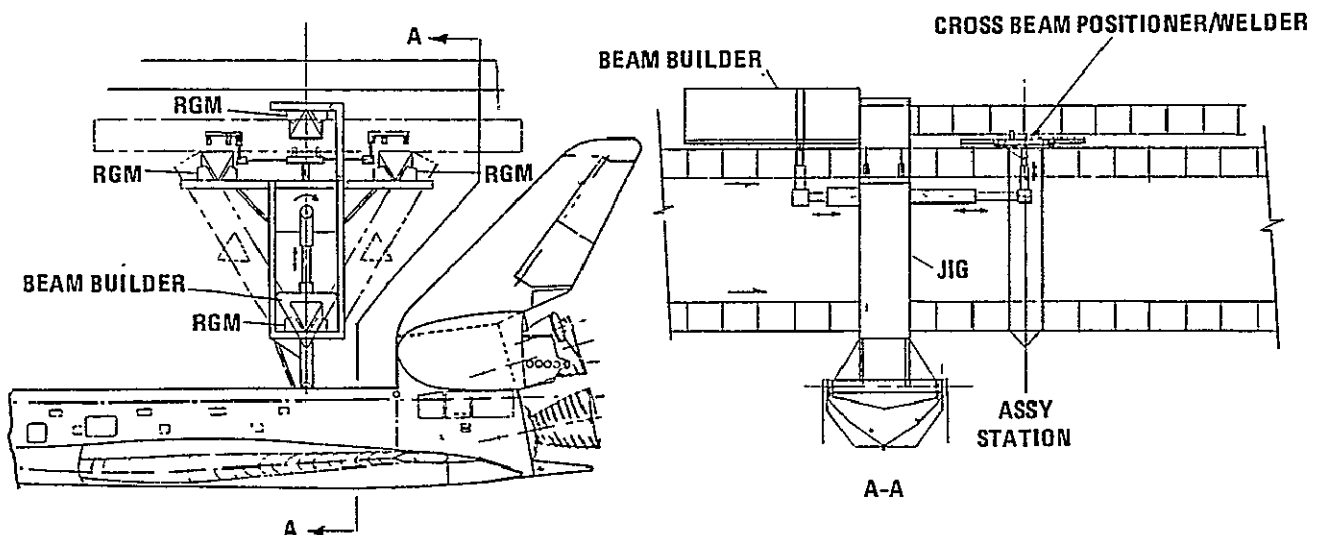 A
RGM
RGM
RGM
BEAM BUILDER
RGM
A
CROSS BEAM POSITIONER/WELDER
BEAM BUILDER
JIG
ASSY
STATION
A-A